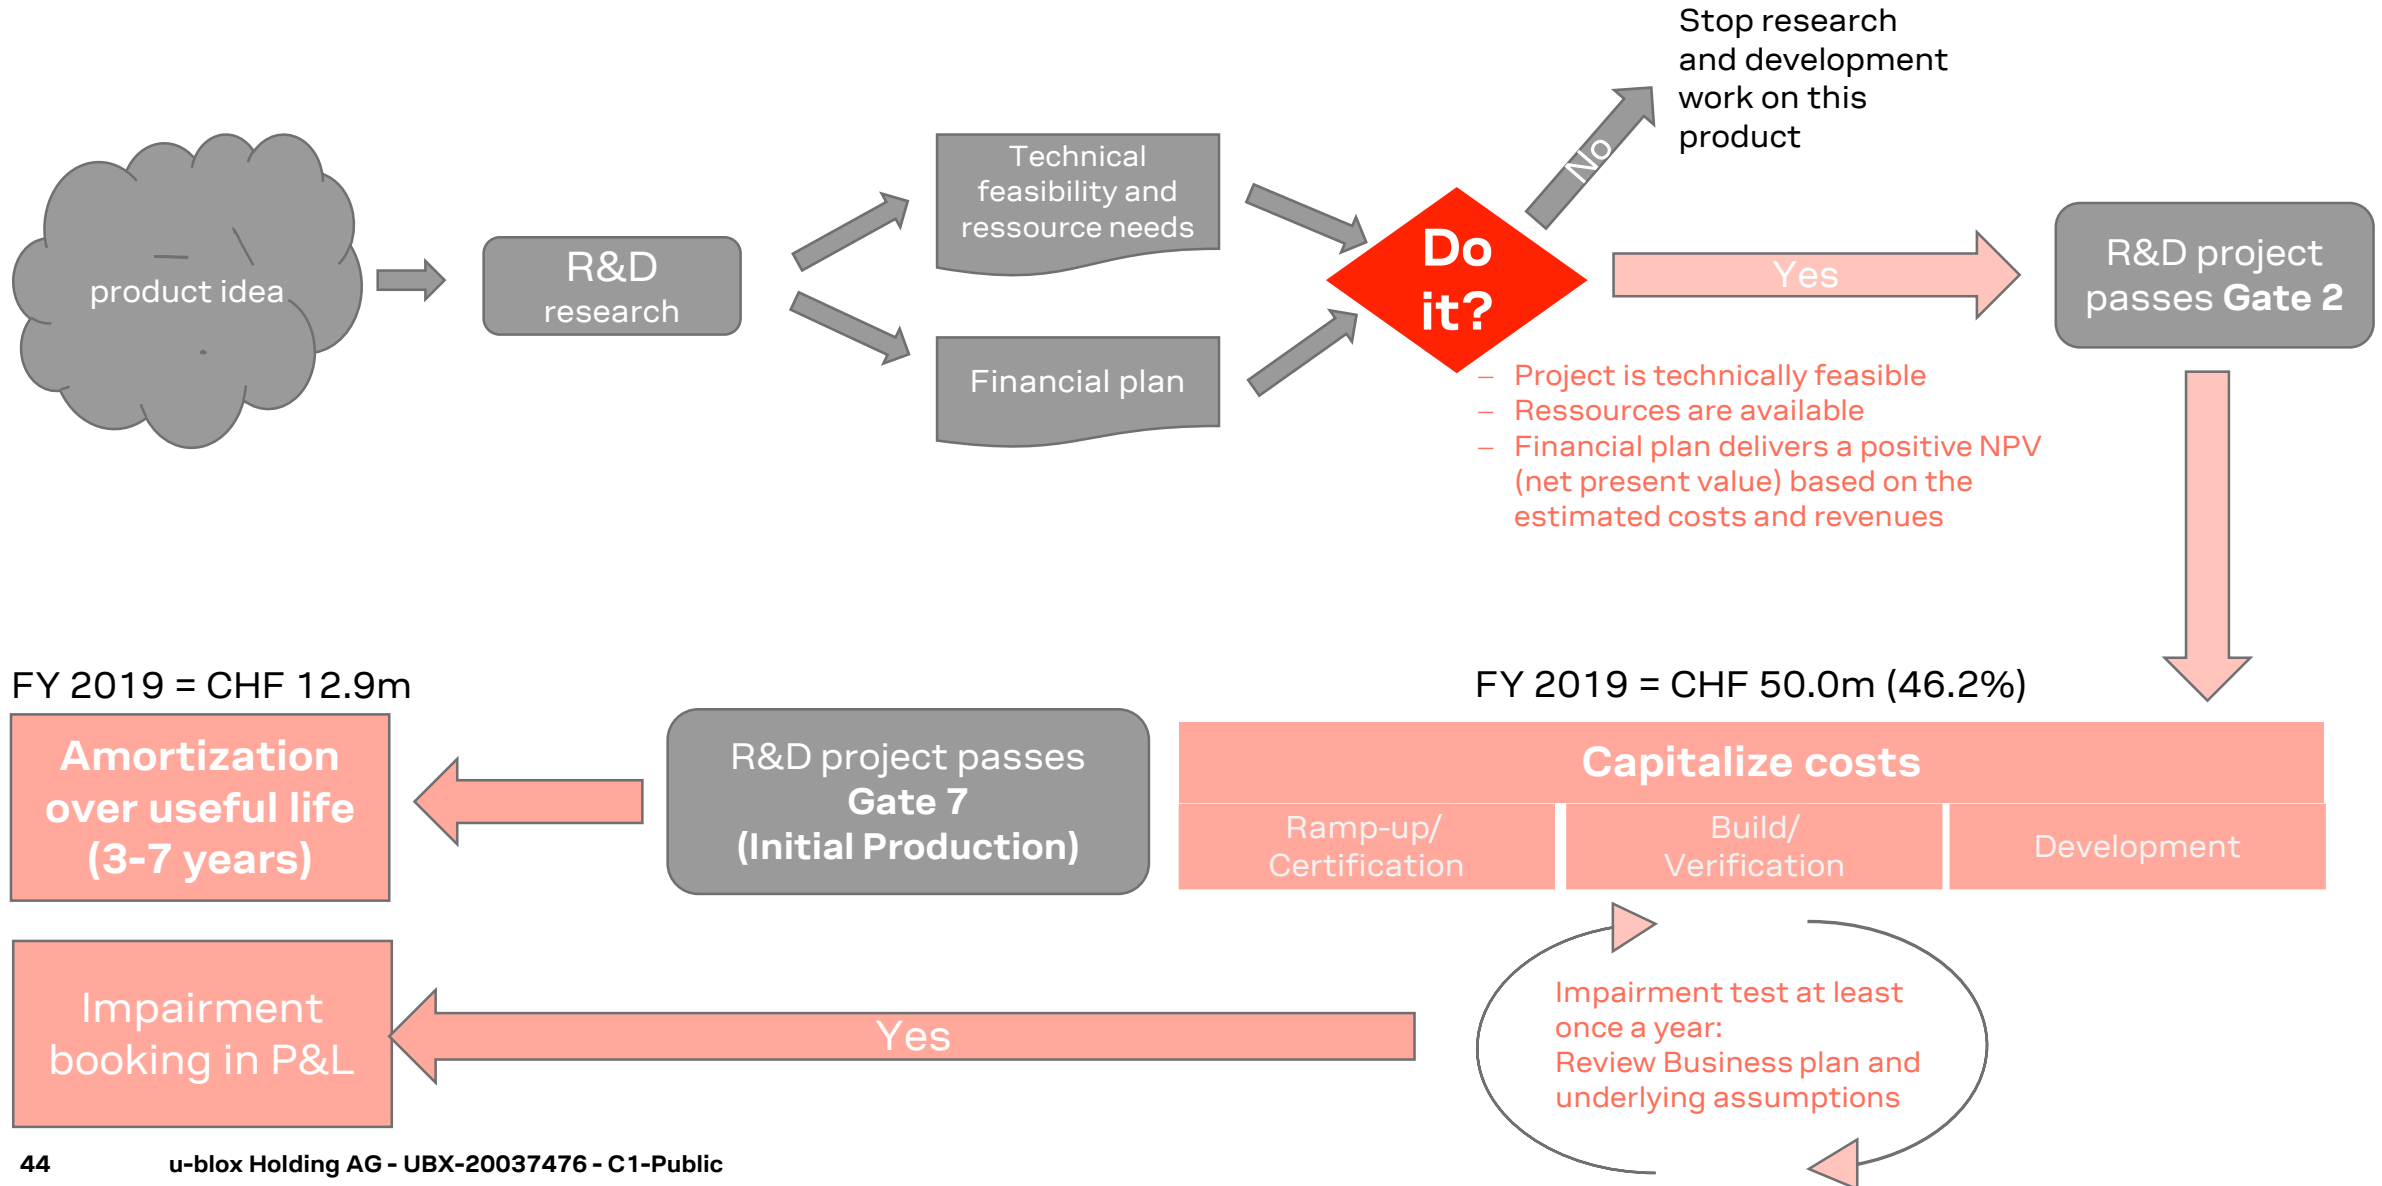 Stop research
and development
work on this
product
No
product idea
R&D
research
Technical
feasibility and
ressource needs
Financial plan
Do
it?
Yes
R&D project
passes Gate 2
– Project is technically feasible
– Ressources are available
– Financial plan delivers a positive NPV
(net present value) based on the
estimated costs and revenues
FY 2019 = CHF 12.9m
FY 2019 = CHF 50.0m (46.2%)
Amortization
over useful life
(3-7 years)
R&D project passes
Gate 7
(Initial Production)
Capitalize costs
Ramp-up/
Certification
Build/
Verification
Development
Impairment
booking in P&L
Yes
Impairment test at least
once a year:
Review Business plan and
underlying assumptions
44 u-blox Holding AG - UBX-20037476 - C1-Public